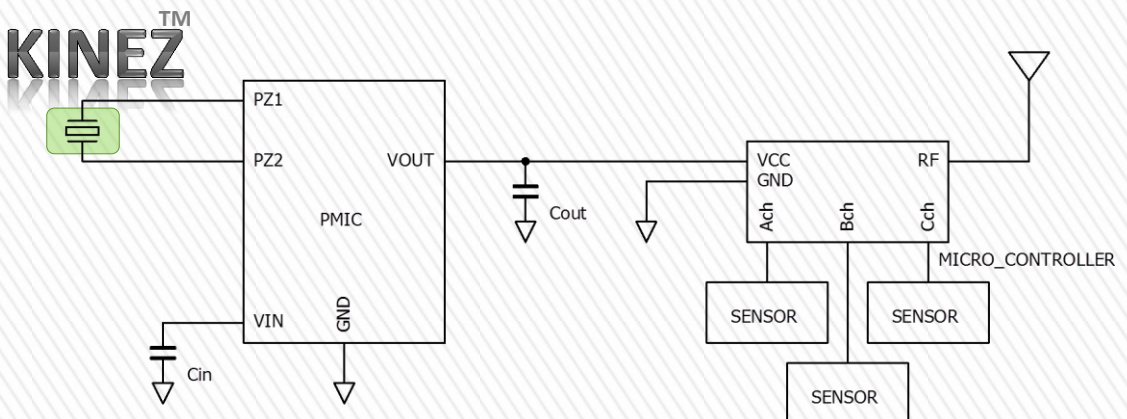 KINEZ™
PZ1
PZ2
VOUT
PMIC
VIN
GND
Cin
Cout
VCC
GND
RF
Ach
Bch
Cch
MICRO_CONTROLLER
SENSOR
SENSOR
SENSOR